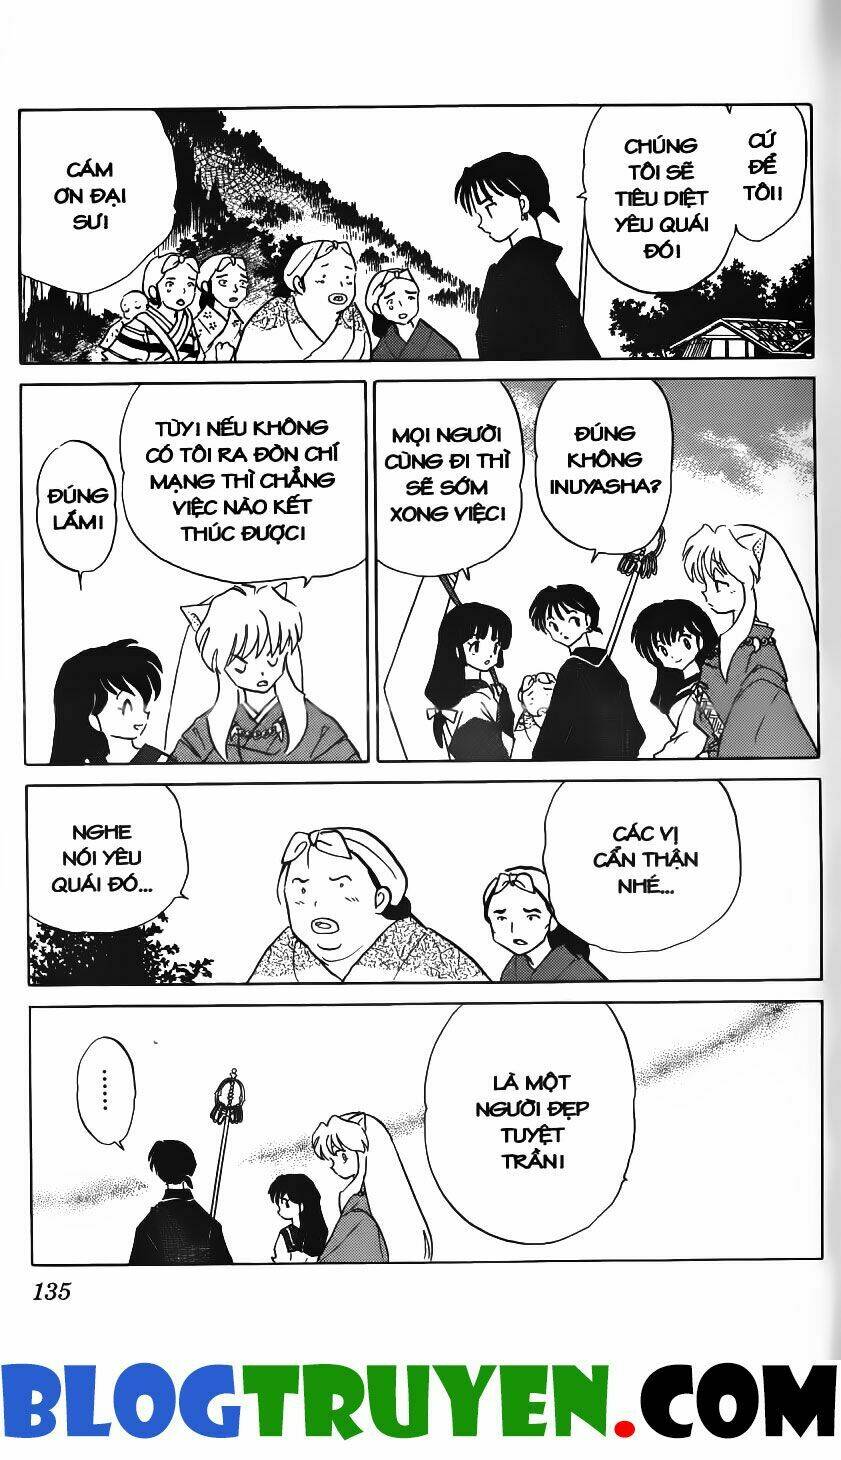 CỨ
ĐỂ
TÔI!
CHÚNG
TÔI SẼ
TIÊU DIỆT
YÊU QUÁI
ĐÓ!
CÁM
ƠN ĐẠI
SƯ!
ĐÚNG
KHÔNG
INUYASHA?
MỌI NGƯỜI
CÙNG ĐI THÌ
SẼ SỚM
XONG VIỆC!
TÙY! NẾU KHÔNG
CÓ TÔI RA ĐÒN CHÍ
MẠNG THÌ CHẲNG
VIỆC NÀO KẾT
THÚC ĐƯỢC!
ĐÚNG
LẮM!
CÁC VỊ
CẨN THẬN
NHÉ...
NGHE
NÓI YÊU
QUÁI ĐÓ...
LÀ MỘT
NGƯỜI ĐẸP
TUYỆT
TRẦN!
......
135
BLOGTRUYEN.COM